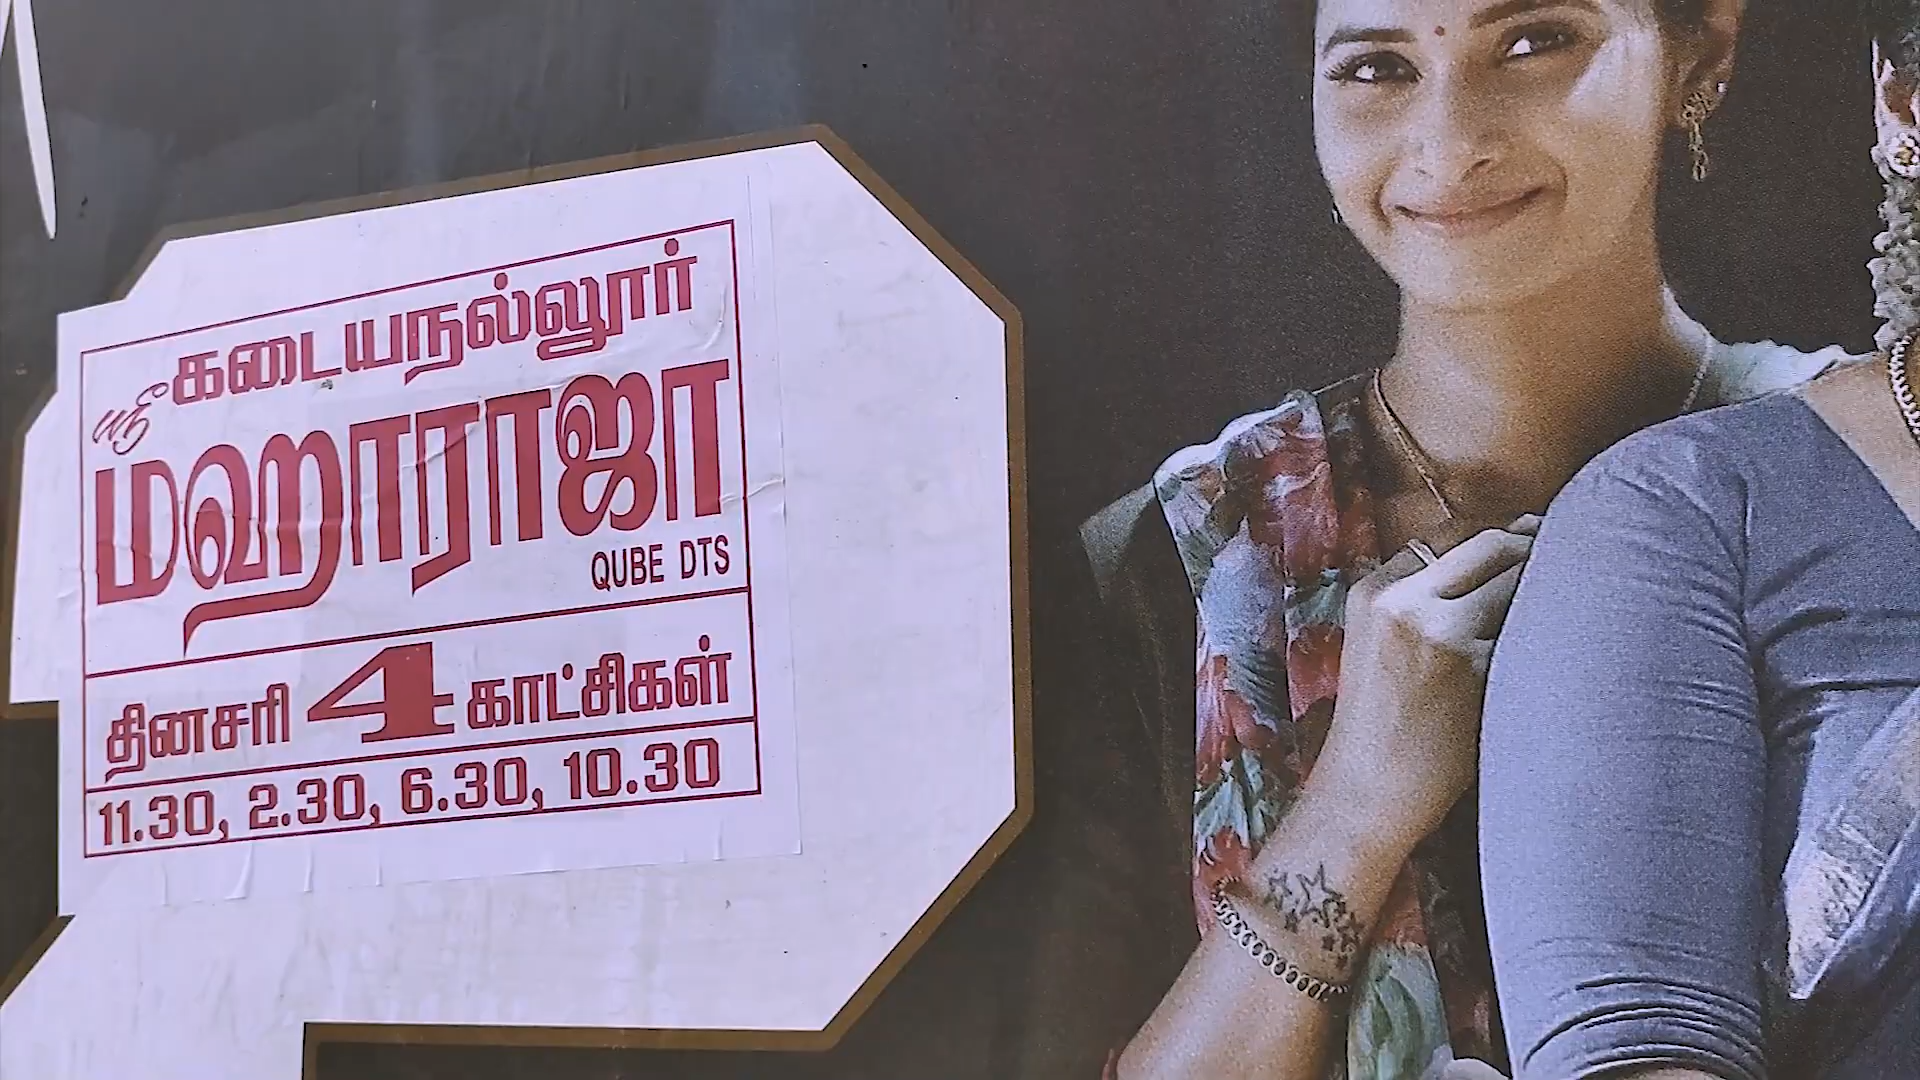 கடையநல்லூர்
ஸ்ரீ
மஹாராஜா
QUBE DTS
தினசரி 4 காட்சிகள்
11.30, 2.30, 6.30, 10.30